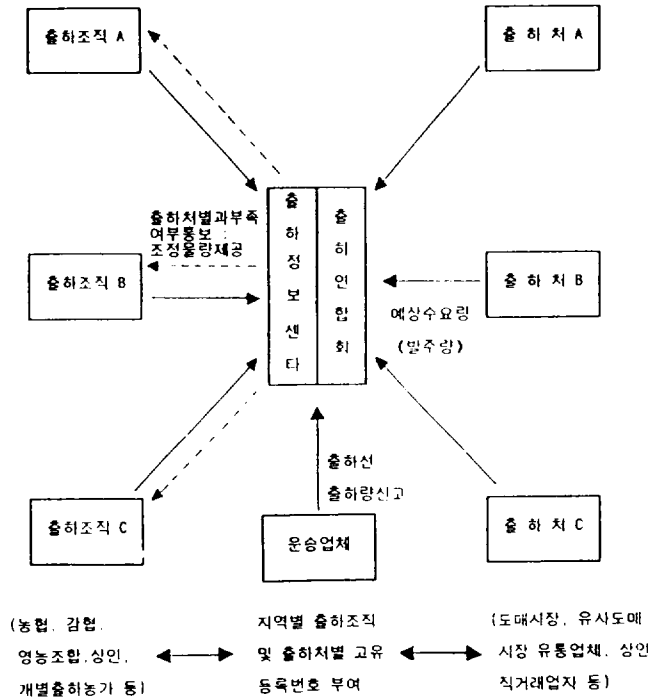 출하조직 A
출 하 처 A
출하처별과부족
여부통보 :
조정물량제공
출하정보센타
출하연합회
출하조직 B
출 하 처 B
예상수요량
(발주량)
출하선
출하량신고
출하조직 C
운송업체
출 하 처 C
(농협. 감협.
영농조합.상인.
개별출하농가 등)
지역별 출하조직
및 출하처별 고유
등록번호 부여
(도매시장. 유사도매
시장 유통업체. 상인
직거래업자 등)